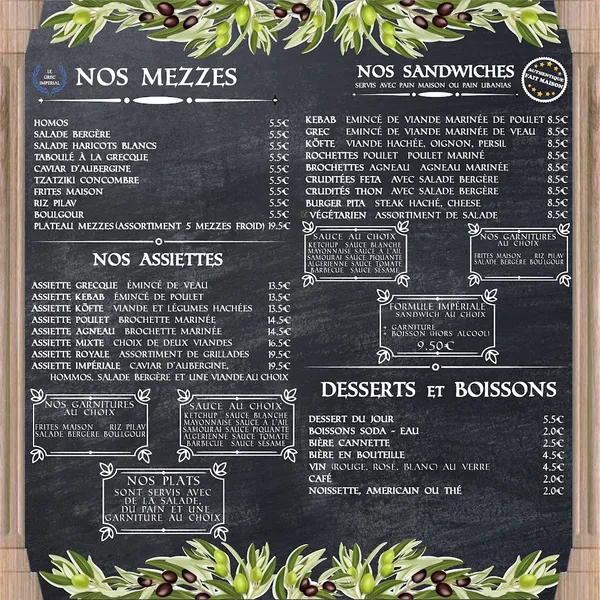 LE
GREC
IMPERIAL
NOS MEZZES
HOMOS 5.5€
SALADE BERGÈRE 5.5€
SALADE HARICOTS BLANCS 5.5€
TABOULÉ À LA GRECQUE 5.5€
CAVIAR D'AUBERGINE 5.5€
TZATZIKI CONCOMBRE 5.5€
FRITES MAISON 5.5€
RIZ PILAV 5.5€
BOULGOUR 5.5€
PLATEAU MEZZES(ASSORTIMENT 5 MEZZES FROID) 19.5€
NOS ASSIETTES
ASSIETTE GRECQUE ÉMINCÉ DE VEAU 13.5€
ASSIETTE KEBAB ÉMINCÉ DE POULET 13.5€
ASSIETTE KÖFTE VIANDE ET LÉGUMES HACHÉES 13.5€
ASSIETTE POULET BROCHETTE MARINÉE 14.5€
ASSIETTE AGNEAU BROCHETTE MARINÉE 14.5€
ASSIETTE MIXTE CHOIX DE DEUX VIANDES 16.5€
ASSIETTE ROYALE ASSORTIMENT DE GRILLADES 19.5€
ASSIETTE IMPÉRIALE CAVIAR D'AUBERGINE, 19.5€
HOMMOS, SALADE BERGÈRE ET UNE VIANDE AU CHOIX
NOS GARNITURES
AU CHOIX
FRITES MAISON RIZ PILAV
SALADE BERGÈRE BOULGOUR
SAUCE AU CHOIX
KETCHUP SAUCE BLANCHE
MAYONNAISE SAUCE À L'AIL
SAMOURAÏ SAUCE PIQUANTE
ALGERIENNE SAUCE TOMATE
BARBECUE SAUCE SESAME
NOS PLATS
SONT SERVIS AVEC
DE LA SALADE,
DU PAIN ET UNE
GARNITURE AU CHOIX
NOS SANDWICHES
SERVIS AVEC PAIN MAISON OU PAIN LIBANIAS
AUTHENTIQUE
FAIT MAISON
KEBAB EMINCÉ DE VIANDE MARINÉE DE POULET 8.5€
GREC EMINCÉ DE VIANDE MARINÉE DE VEAU 8.5€
KÖFTE VIANDE HACHÉE, OIGNON, PERSIL 8.5€
ROCHETTES POULET POULET MARINÉ 8.5€
BROCHETTES AGNEAU AGNEAU MARINÉE 8.5€
CRUDITÉES FETA AVEC SALADE BERGÈRE 8.5€
CRUDITÉS THON AVEC SALADE BERGÈRE 8.5€
BURGER PITA STEAK HACHÉ, CHEESE 8.5€
VÉGÉTARIEN ASSORTIMENT DE SALADE 8.5€
SAUCE AU CHOIX
KETCHUP SAUCE BLANCHE
MAYONNAISE SAUCE À L'AIL
SAMOURAÏ SAUCE PIQUANTE
ALGERIENNE SAUCE TOMATE
BARBECUE SAUCE SESAME
NOS GARNITURES
AU CHOIX
FRITES MAISON RIZ PILAV
SALADE BERGÈRE BOULGOUR
FORMULE IMPÉRIALE
SANDWICH AU CHOIX
+ GARNITURE
+ BOISSON (HORS ALCOOL)
9.50€
DESSERTS ET BOISSONS
DESSERT DU JOUR 5.5€
BOISSONS SODA - EAU 2.0€
BIÈRE CANNETTE 2.5€
BIÈRE EN BOUTEILLE 4.5€
VIN (ROUGE, ROSÉ, BLANC) AU VERRE 4.5€
CAFÉ 2.0€
NOISSETTE, AMERICAIN OU THÉ 2.0€